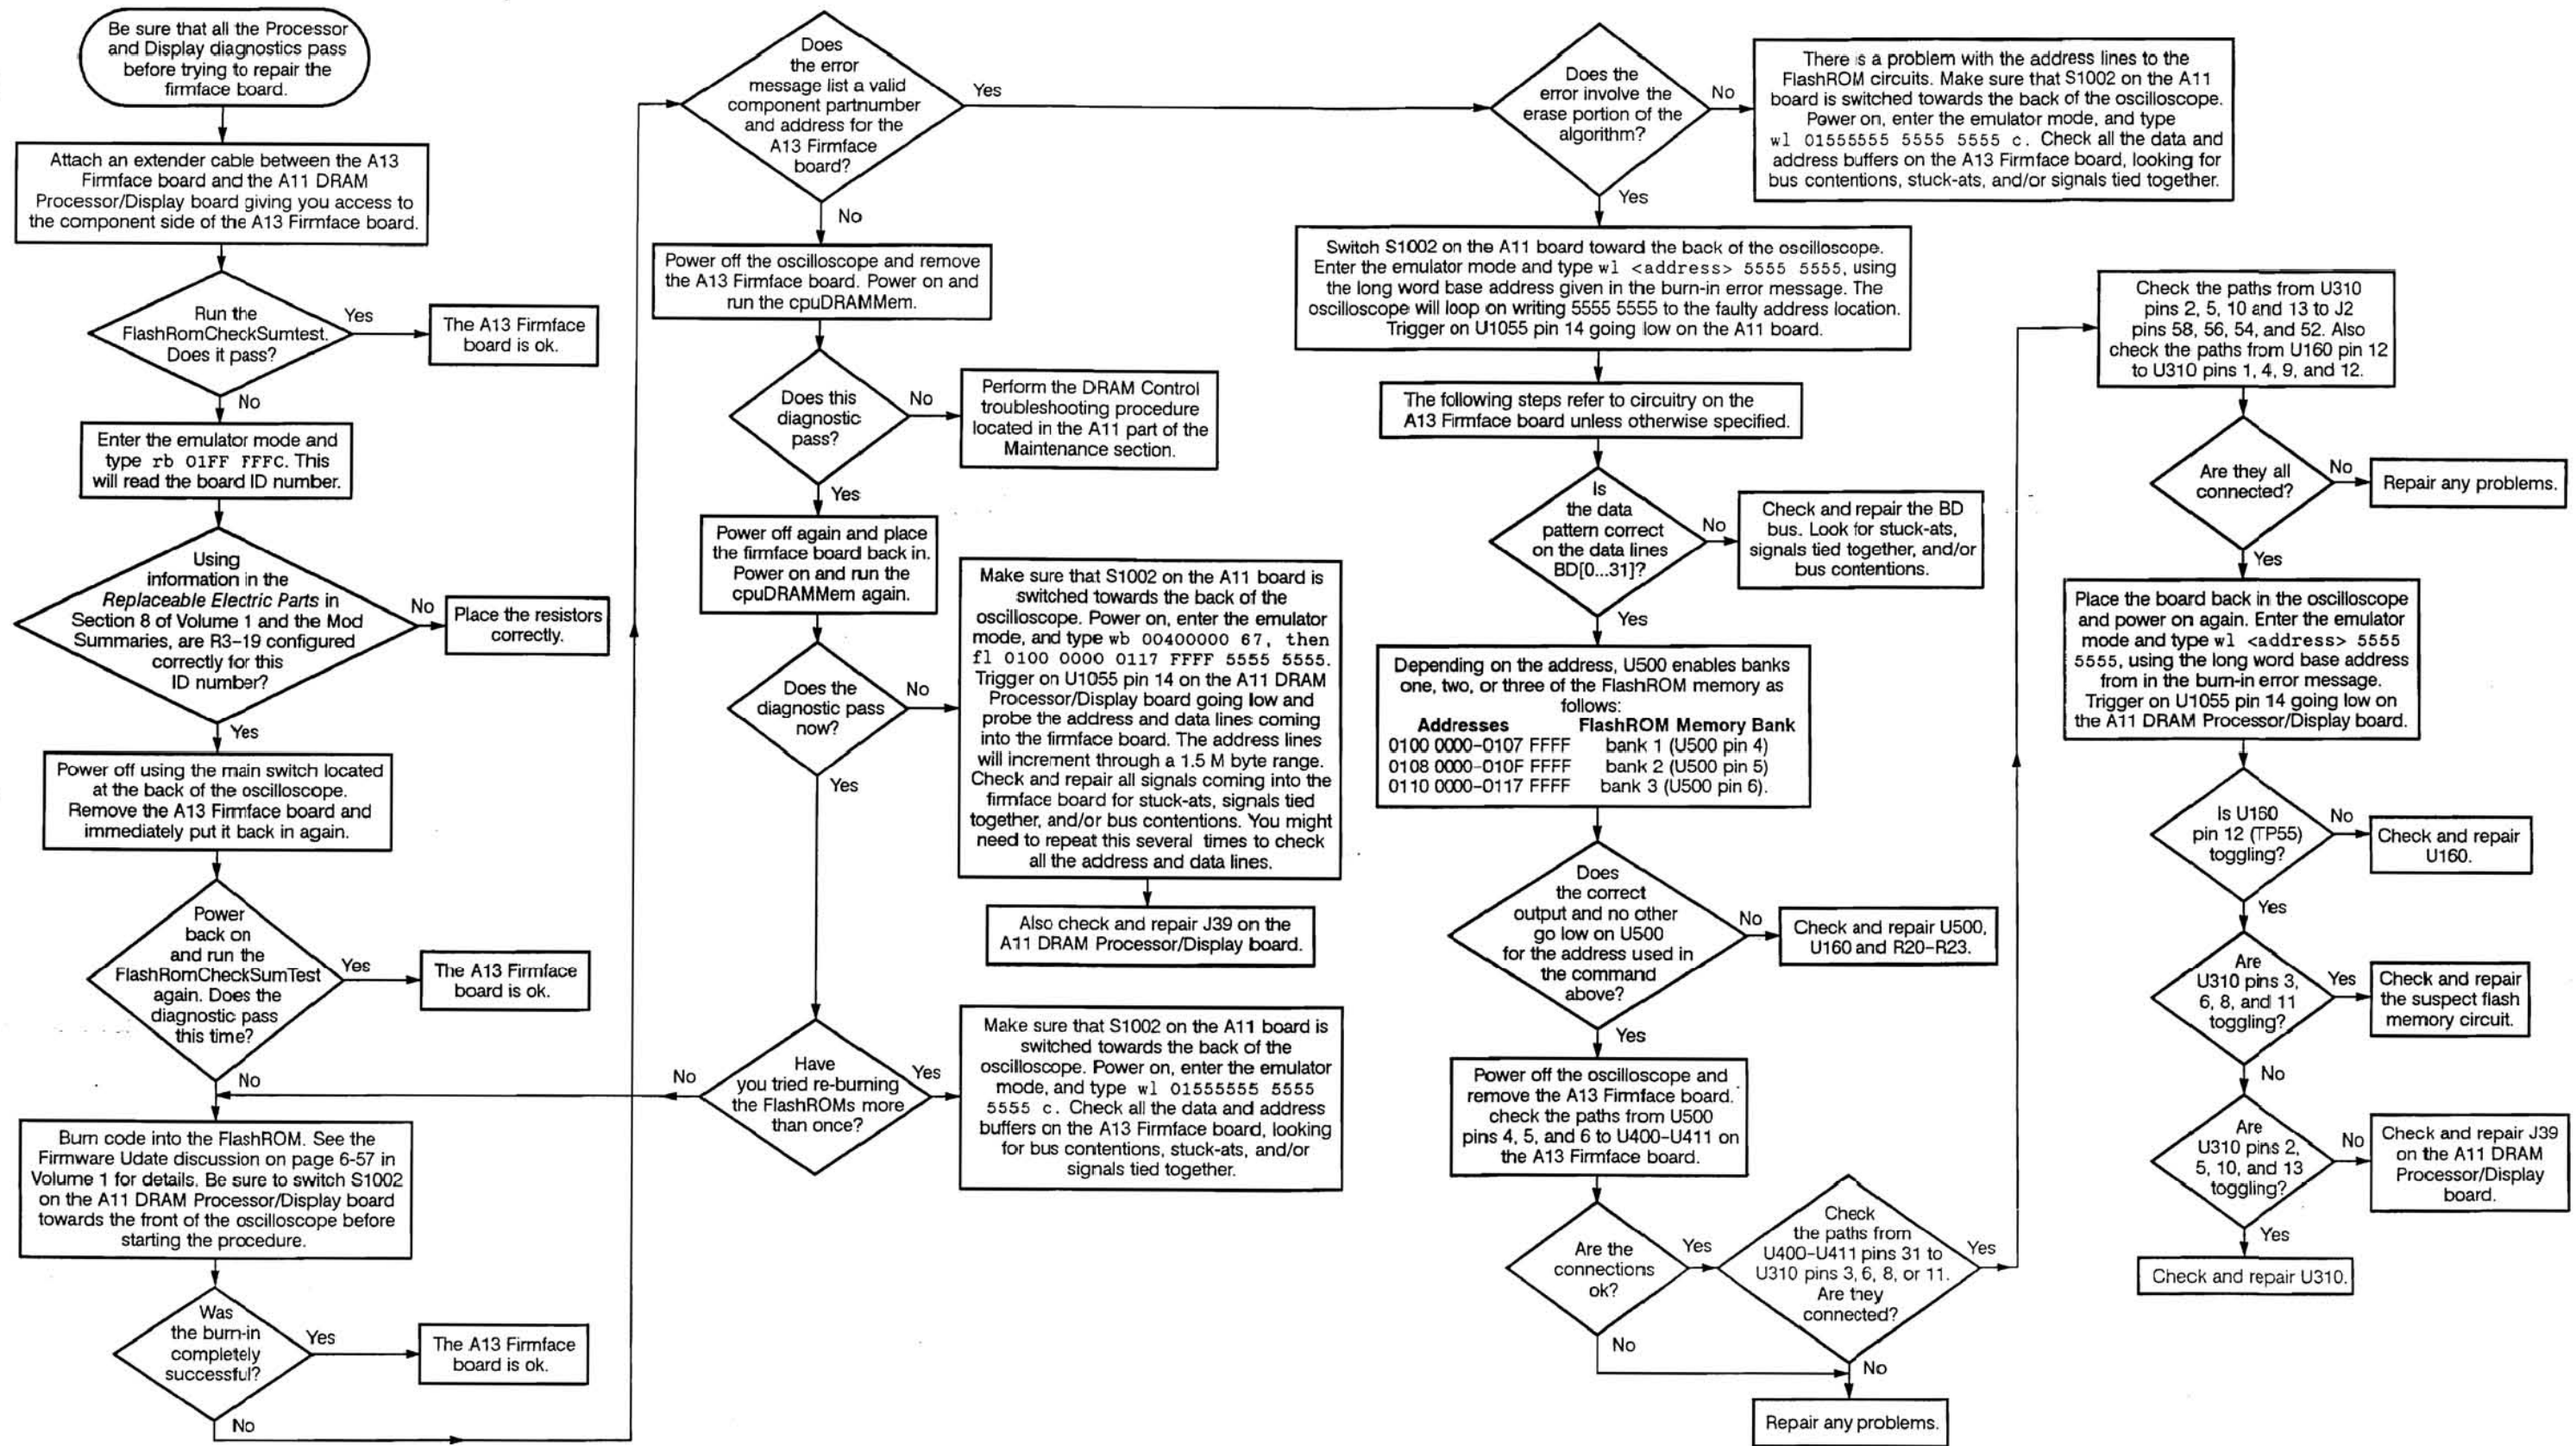 Be sure that all the Processor
and Display diagnostics pass
before trying to repair the
firmface board.
Attach an extender cable between the A13
Firmface board and the A11 DRAM
Processor/Display board giving you access to
the component side of the A13 Firmface board.
Run the
FlashRomCheckSumtest.
Does it pass?
Yes
The A13 Firmface
board is ok.
No
Enter the emulator mode and
type rb 01FF FFFC. This
will read the board ID number.
Using
information in the
Replaceable Electric Parts in
Section 8 of Volume 1 and the Mod
Summaries, are R3-19 configured
correctly for this
ID number?
No
Place the resistors
correctly.
Yes
Power off using the main switch located
at the back of the oscilloscope.
Remove the A13 Firmface board and
immediately put it back in again.
Power
back on
and run the
FlashRomCheckSumTest
again. Does the
diagnostic pass
this time?
Yes
The A13 Firmface
board is ok.
No
Burn code into the FlashROM. See the
Firmware Udate discussion on page 6-57 in
Volume 1 for details. Be sure to switch S1002
on the A11 DRAM Processor/Display board
towards the front of the oscilloscope before
starting the procedure.
Was
the burn-in
completely
successful?
Yes
The A13 Firmface
board is ok.
No
Does
the error
message list a valid
component partnumber
and address for the
A13 Firmface
board?
Yes
No
Power off the oscilloscope and remove
the A13 Firmface board. Power on and
run the cpuDRAMMem.
Does this
diagnostic
pass?
No
Perform the DRAM Control
troubleshooting procedure
located in the A11 part of the
Maintenance section.
Yes
Power off again and place
the firmface board back in.
Power on and run the
cpuDRAMMem again.
Does the
diagnostic pass
now?
No
Make sure that S1002 on the A11 board is
switched towards the back of the
oscilloscope. Power on, enter the emulator
mode, and type wb 00400000 67, then
fl 0100 0000 0117 FFFF 5555 5555.
Trigger on U1055 pin 14 on the A11 DRAM
Processor/Display board going low and
probe the address and data lines coming
into the firmface board. The address lines
will increment through a 1.5 M byte range.
Check and repair all signals coming into the
firmface board for stuck-ats, signals tied
together, and/or bus contentions. You might
need to repeat this several times to check
all the address and data lines.
Also check and repair J39 on the
A11 DRAM Processor/Display board.
Yes
Have
you tried re-burning
the FlashROMs more
than once?
No
Yes
Make sure that S1002 on the A11 board is
switched towards the back of the
oscilloscope. Power on, enter the emulator
mode, and type wl 01555555 5555
5555 c. Check all the data and address
buffers on the A13 Firmface board, looking
for bus contentions, stuck-ats, and/or
signals tied together.
Does the
error involve the
erase portion of the
algorithm?
No
There is a problem with the address lines to the
FlashROM circuits. Make sure that S1002 on the A11
board is switched towards the back of the oscilloscope.
Power on, enter the emulator mode, and type
wl 01555555 5555 5555 c. Check all the data and
address buffers on the A13 Firmface board, looking for
bus contentions, stuck-ats, and/or signals tied together.
Yes
Switch S1002 on the A11 board toward the back of the oscilloscope.
Enter the emulator mode and type wl <address> 5555 5555, using
the long word base address given in the burn-in error message. The
oscilloscope will loop on writing 5555 5555 to the faulty address location.
Trigger on U1055 pin 14 going low on the A11 board.
The following steps refer to circuitry on the
A13 Firmface board unless otherwise specified.
Is
the data
pattern correct
on the data lines
BD[0...31]?
No
Check and repair the BD
bus. Look for stuck-ats,
signals tied together, and/or
bus contentions.
Yes
Depending on the address, U500 enables banks
one, two, or three of the FlashROM memory as
follows:
Addresses FlashROM Memory Bank
0100 0000-0107 FFFF bank 1 (U500 pin 4)
0108 0000-010F FFFF bank 2 (U500 pin 5)
0110 0000-0117 FFFF bank 3 (U500 pin 6).
Does
the correct
output and no other
go low on U500
for the address used in
the command
above?
No
Check and repair U500,
U160 and R20-R23.
Yes
Power off the oscilloscope and
remove the A13 Firmface board.
check the paths from U500
pins 4, 5, and 6 to U400-U411 on
the A13 Firmface board.
Are the
connections
ok?
Yes
No
Check
the paths from
U400-U411 pins 31 to
U310 pins 3, 6, 8, or 11.
Are they
connected?
Yes
No
Repair any problems.
Check the paths from U310
pins 2, 5, 10 and 13 to J2
pins 58, 56, 54, and 52. Also
check the paths from U160 pin 12
to U310 pins 1, 4, 9, and 12.
Are they all
connected?
No
Repair any problems.
Yes
Place the board back in the oscilloscope
and power on again. Enter the emulator
mode and type wl <address> 5555
5555, using the long word base address
from in the burn-in error message.
Trigger on U1055 pin 14 going low on
the A11 DRAM Processor/Display board.
Is U160
pin 12 (TP55)
toggling?
No
Check and repair
U160.
Yes
Are
U310 pins 3,
6, 8, and 11
toggling?
Yes
Check and repair
the suspect flash
memory circuit.
No
Are
U310 pins 2,
5, 10, and 13
toggling?
No
Check and repair J39
on the A11 DRAM
Processor/Display
board.
Yes
Check and repair U310.